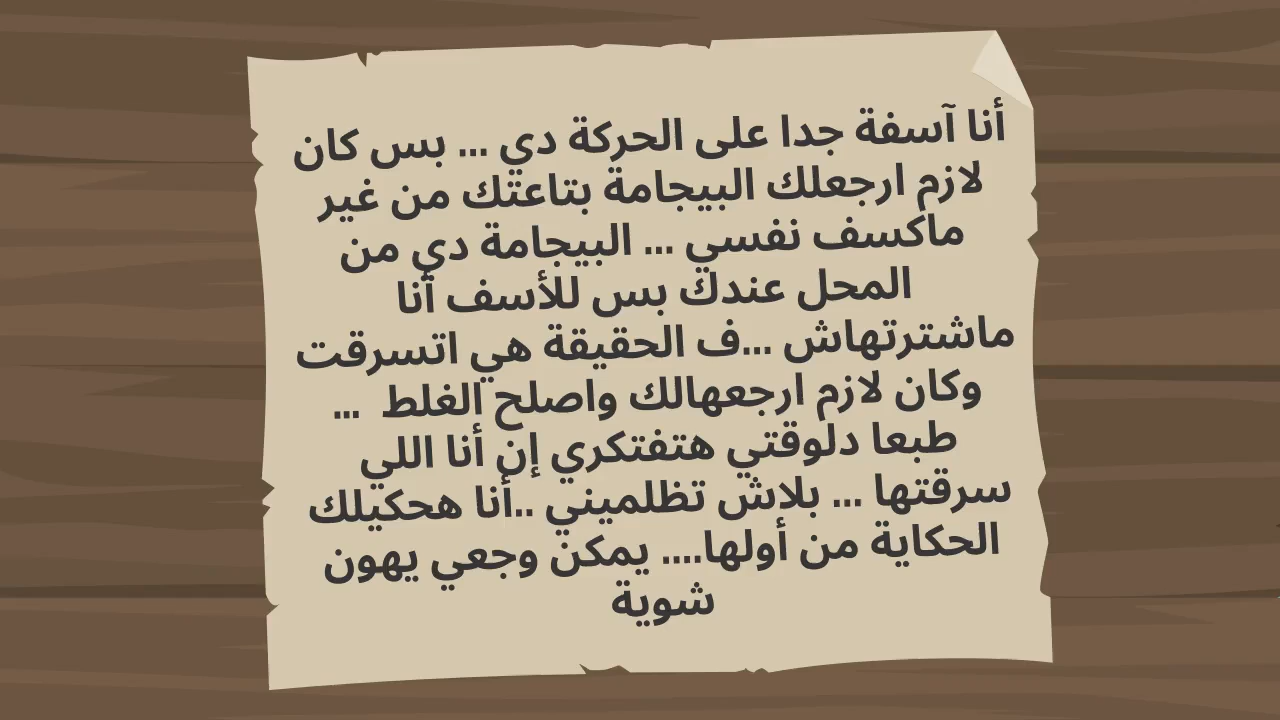 أنا آسفة جدا على الحركة دي ... بس كان
لازم ارجعلك البيجامة بتاعتك من غير
ماكسف نفسي ... البيجامة دي من
المحل عندك بس للأسف أنا
ماشترتهاش ...ف الحقيقة هي اتسرقت
وكان لازم ارجعهالك واصلح الغلط ...
طبعا دلوقتي هتفتكري إن أنا اللي
سرقتها ... بلاش تظلميني ..أنا هحكيلك
الحكاية من أولها.... يمكن وجعي يهون
شوية